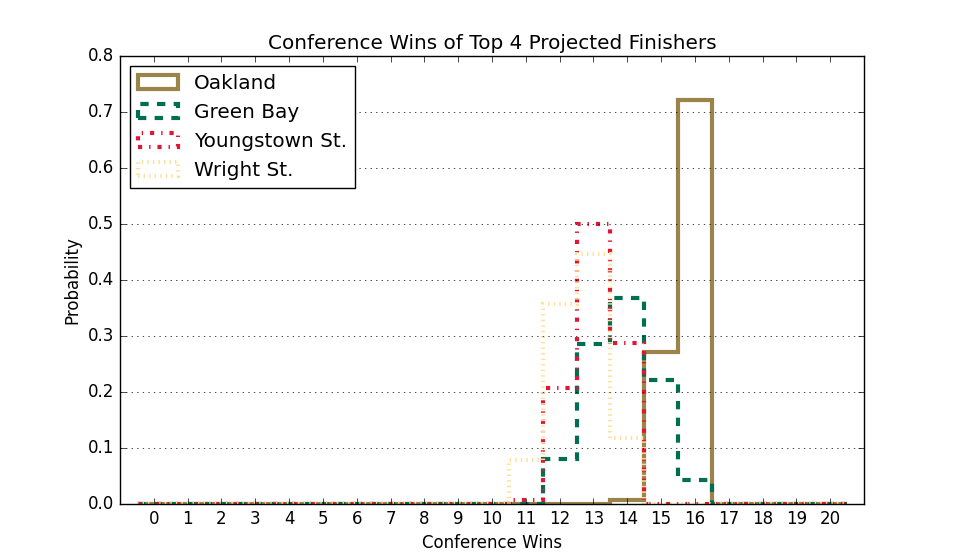 Conference Wins of Top 4 Projected Finishers
0.8
0.7
0.6
0.5
0.4
0.3
0.2
0.1
0.0
Probability
Oakland
Green Bay
Youngstown St.
Wright St.
0 1 2 3 4 5 6 7 8 9 10 11 12 13 14 15 16 17 18 19 20
Conference Wins